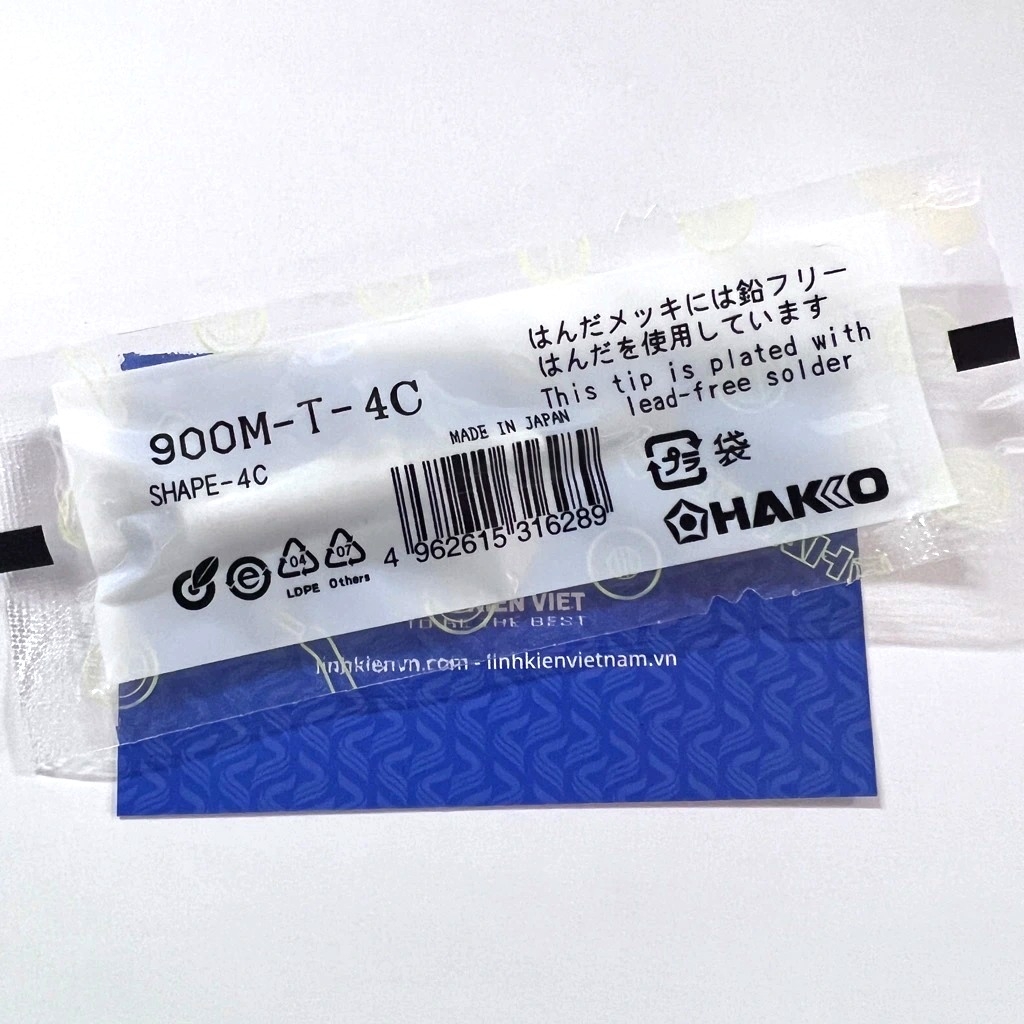 はんだメッキには鉛フリー
はんだを使用しています
This tip is plated with
lead-free solder
900M-T-4C
SHAPE-4C
MADE IN JAPAN
4 962615 316289
プラ 袋
HAKKO
e
04
LDPE
07
Others
VIET
TO BE THE BEST
linhkienvn.com - linhkienvietnam.vn